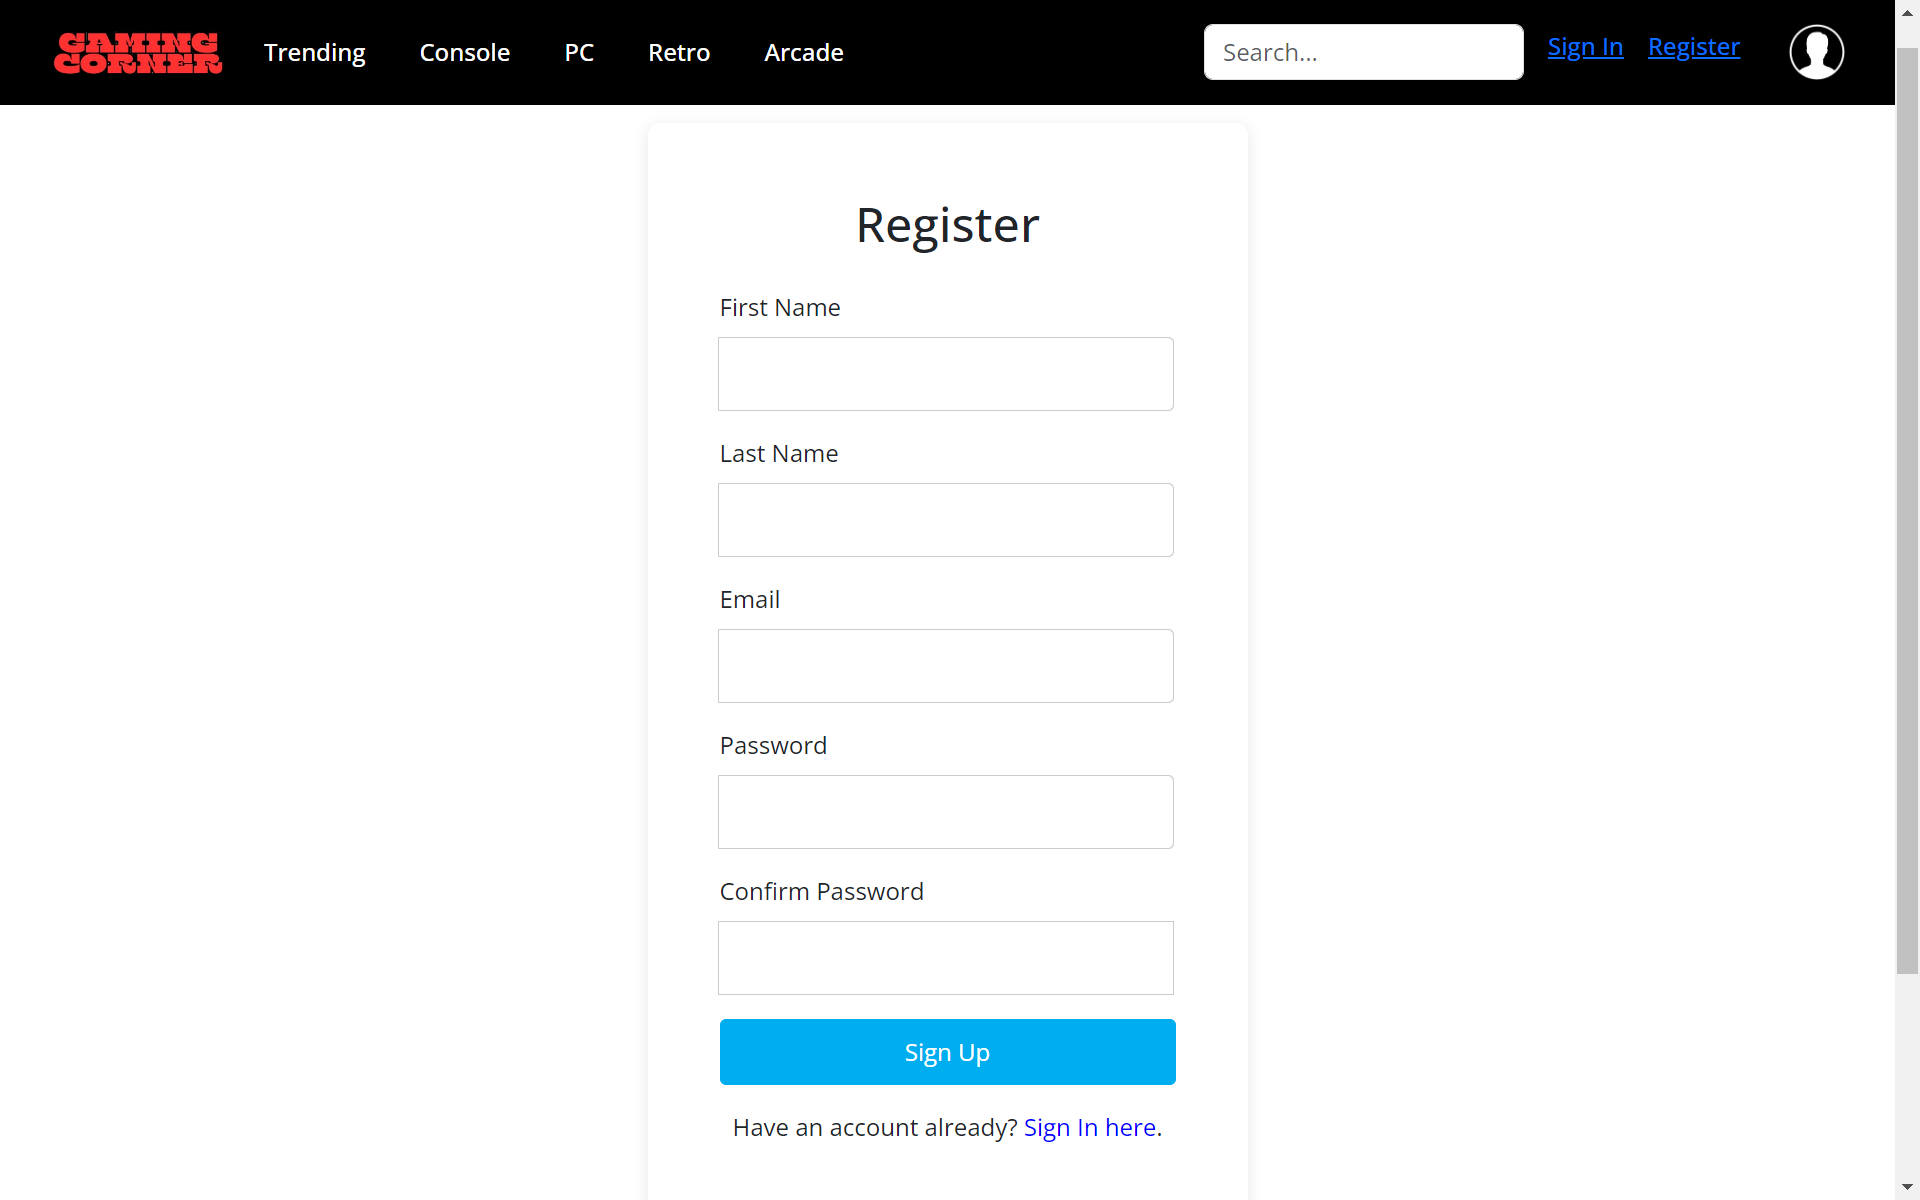 GAMING
CORNER
Trending Console PC Retro Arcade Search... Sign In Register
Register
First Name
Last Name
Email
Password
Confirm Password
Sign Up
Have an account already? Sign In here.